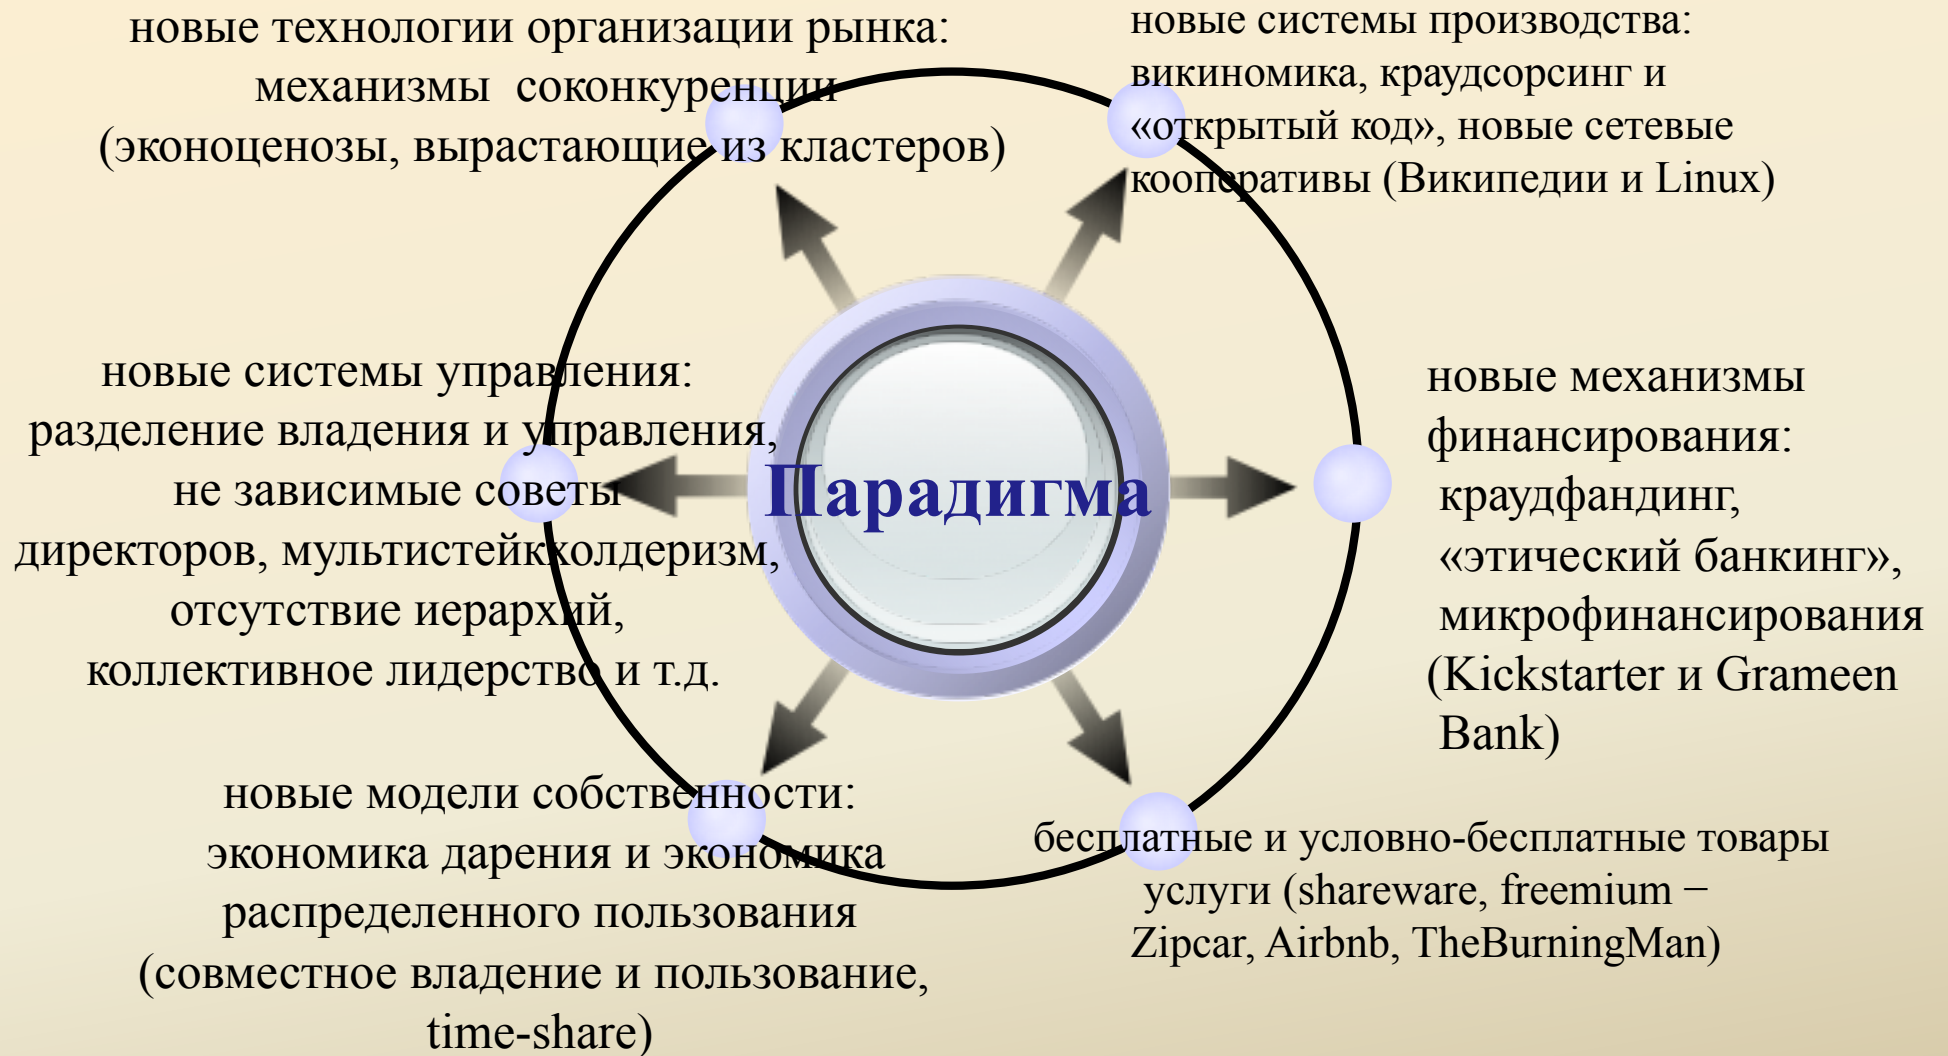 новые технологии организации рынка:
механизмы соконкуренции
(эконоценозы, вырастающие из кластеров)
новые системы производства:
викиномика, краудсорсинг и
«открытый код», новые сетевые
кооперативы (Википедии и Linux)
новые системы управления:
разделение владения и управления,
не зависимые советы
директоров, мультистейкхолдеризм,
отсутствие иерархий,
коллективное лидерство и т.д.
Парадигма
новые механизмы
финансирования:
краудфандинг,
«этический банкинг»,
микрофинансирования
(Kickstarter и Grameen
Bank)
новые модели собственности:
экономика дарения и экономика
распределенного пользования
(совместное владение и пользование,
time-share)
бесплатные и условно-бесплатные товары
услуги (shareware, freemium –
Zipcar, Airbnb, TheBurningMan)